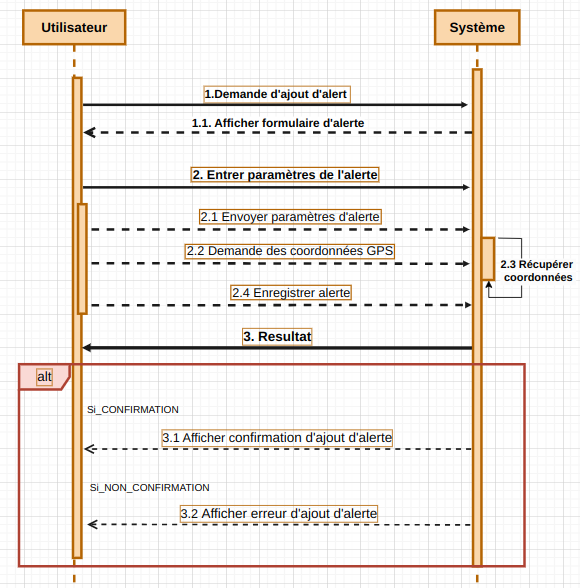 Utilisateur
Système
1.Demande d'ajout d'alert
1.1. Afficher formulaire d'alerte
2. Entrer paramètres de l'alerte
2.1 Envoyer paramètres d'alerte
2.2 Demande des coordonnées GPS
2.3 Récupérer
coordonnées
2.4 Enregistrer alerte
3. Resultat
alt
Si_CONFIRMATION
3.1 Afficher confirmation d'ajout d'alerte
Si_NON_CONFIRMATION
3.2 Afficher erreur d'ajout d'alerte